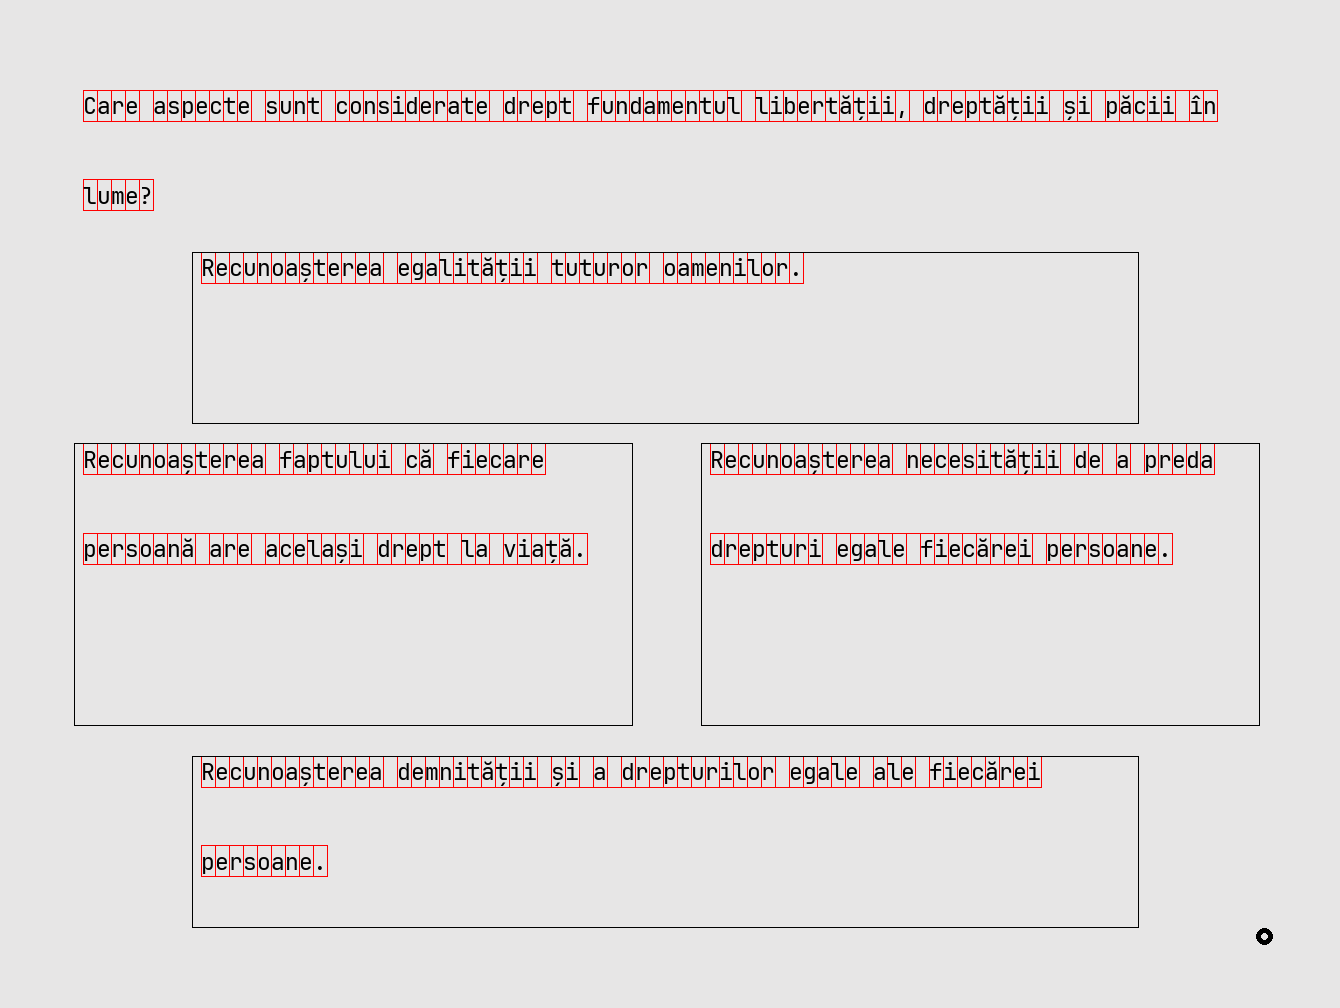 Care aspecte sunt considerate drept fundamentul libertății, dreptății și păcii în
lume?
Recunoașterea egalității tuturor oamenilor.
Recunoașterea faptului că fiecare
persoană are același drept la viață.
Recunoașterea necesității de a preda
drepturi egale fiecărei persoane.
Recunoașterea demnității și a drepturilor egale ale fiecărei
persoane.